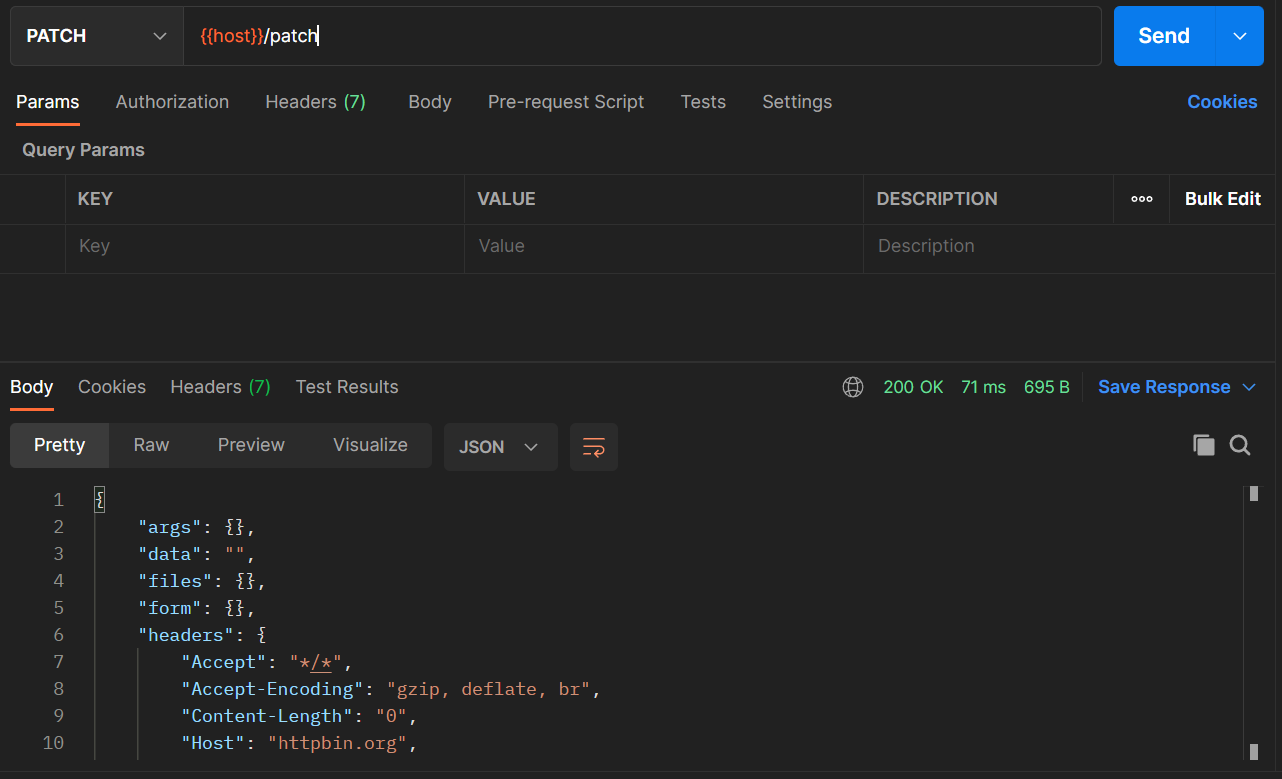 PATCH {{host}}/patch Send
Params Authorization Headers (7) Body Pre-request Script Tests Settings Cookies
Query Params
KEY VALUE DESCRIPTION ooo Bulk Edit
Key Value Description
Body Cookies Headers (7) Test Results 200 OK 71 ms 695 B Save Response
Pretty Raw Preview Visualize JSON
1 {
2 "args": {},
3 "data": "",
4 "files": {},
5 "form": {},
6 "headers": {
7 "Accept": "*/*",
8 "Accept-Encoding": "gzip, deflate, br",
9 "Content-Length": "0",
10 "Host": "httpbin.org",